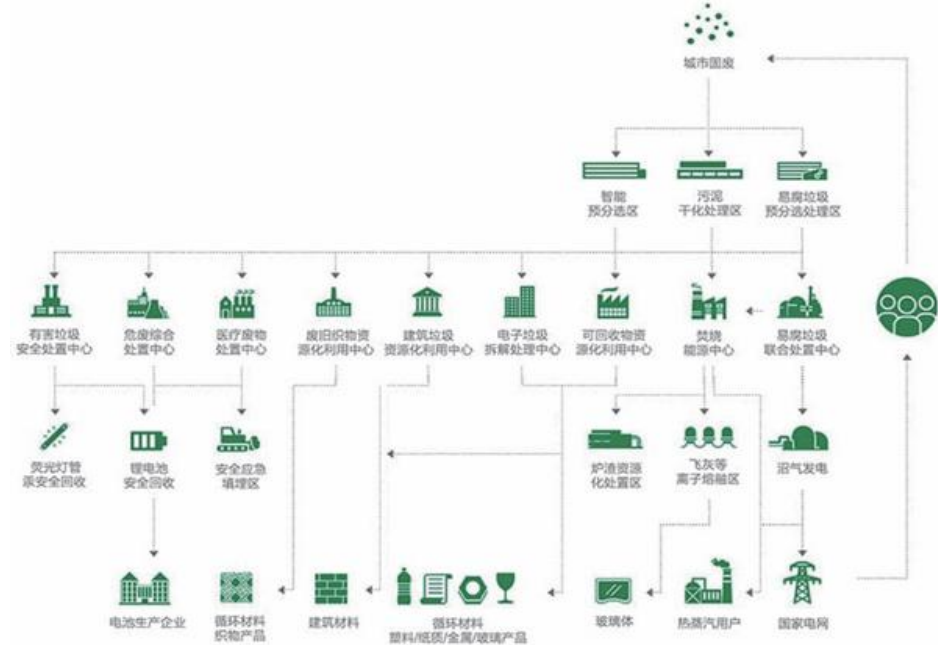 城市固废
智能
预分选区
污泥
干化处理区
易腐垃圾
预分选处理区
有害垃圾
安全处置中心
危废综合
处置中心
医疗废物
处置中心
废旧织物资
源化利用中心
建筑垃圾
资源化利用中心
电子垃圾
拆解处理中心
可回收物资
源化利用中心
焚烧
能源中心
易腐垃圾
联合处置中心
荧光灯管
汞安全回收
锂电池
安全回收
安全应急
填埋区
炉渣资源
化处置区
飞灰等
离子熔融区
沼气发电
电池生产企业
循环材料
织物产品
建筑材料
循环材料
塑料/纸质/金属/玻璃产品
玻璃体
热蒸汽用户
国家电网